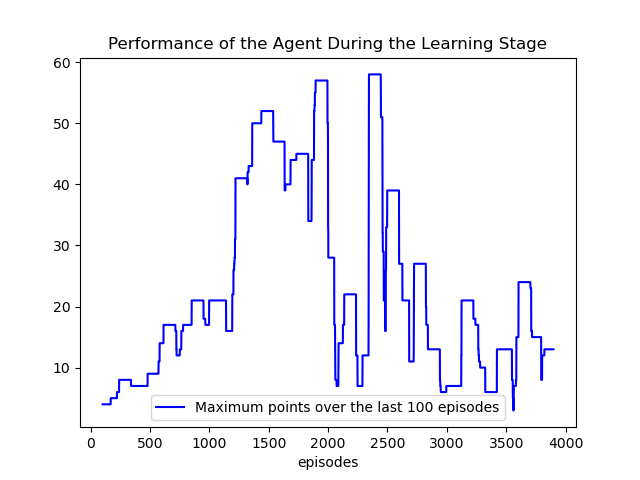 Performance of the Agent During the Learning Stage
60
50
40
30
20
10
Maximum points over the last 100 episodes
0 500 1000 1500 2000 2500 3000 3500 4000
episodes